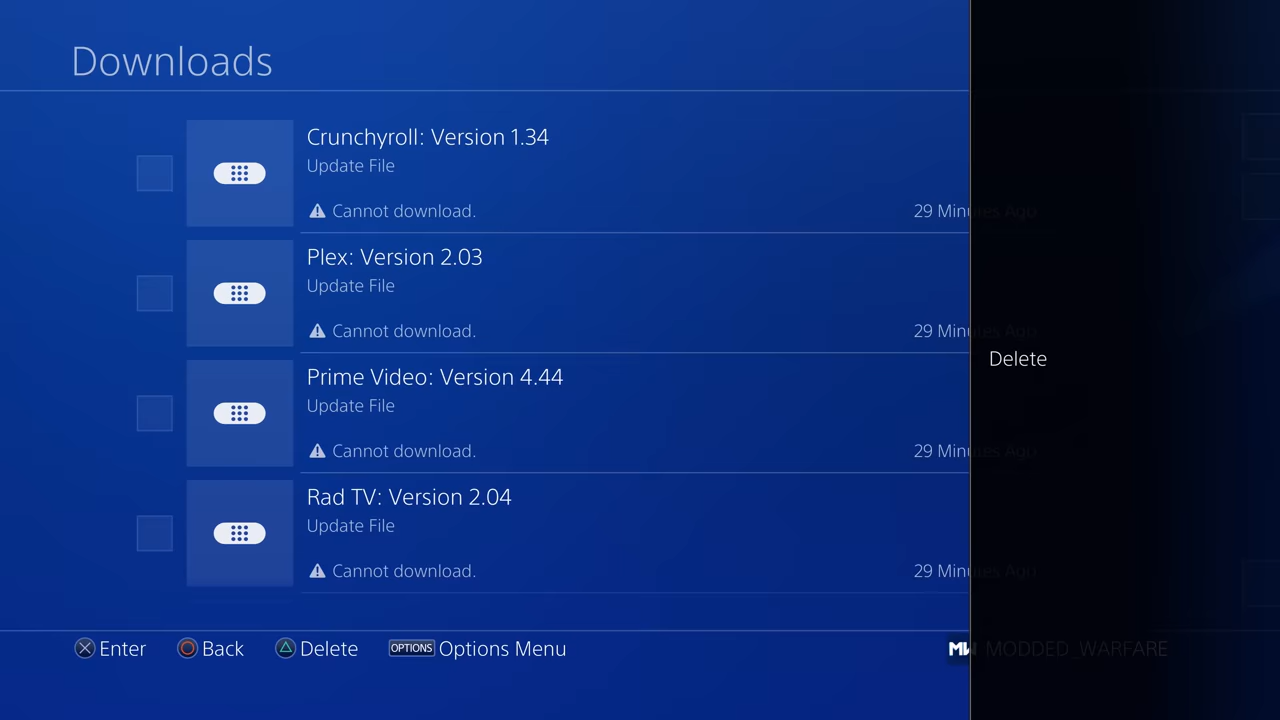 Downloads
Crunchyroll: Version 1.34
Update File
Cannot download.
29 Minutes Ago
Plex: Version 2.03
Update File
Cannot download.
29 Minutes Ago
Prime Video: Version 4.44
Update File
Cannot download.
29 Minutes Ago
Delete
Rad TV: Version 2.04
Update File
Cannot download.
29 Minutes Ago
Enter
Back
Delete
OPTIONS Options Menu
MW MODDED_WARFARE